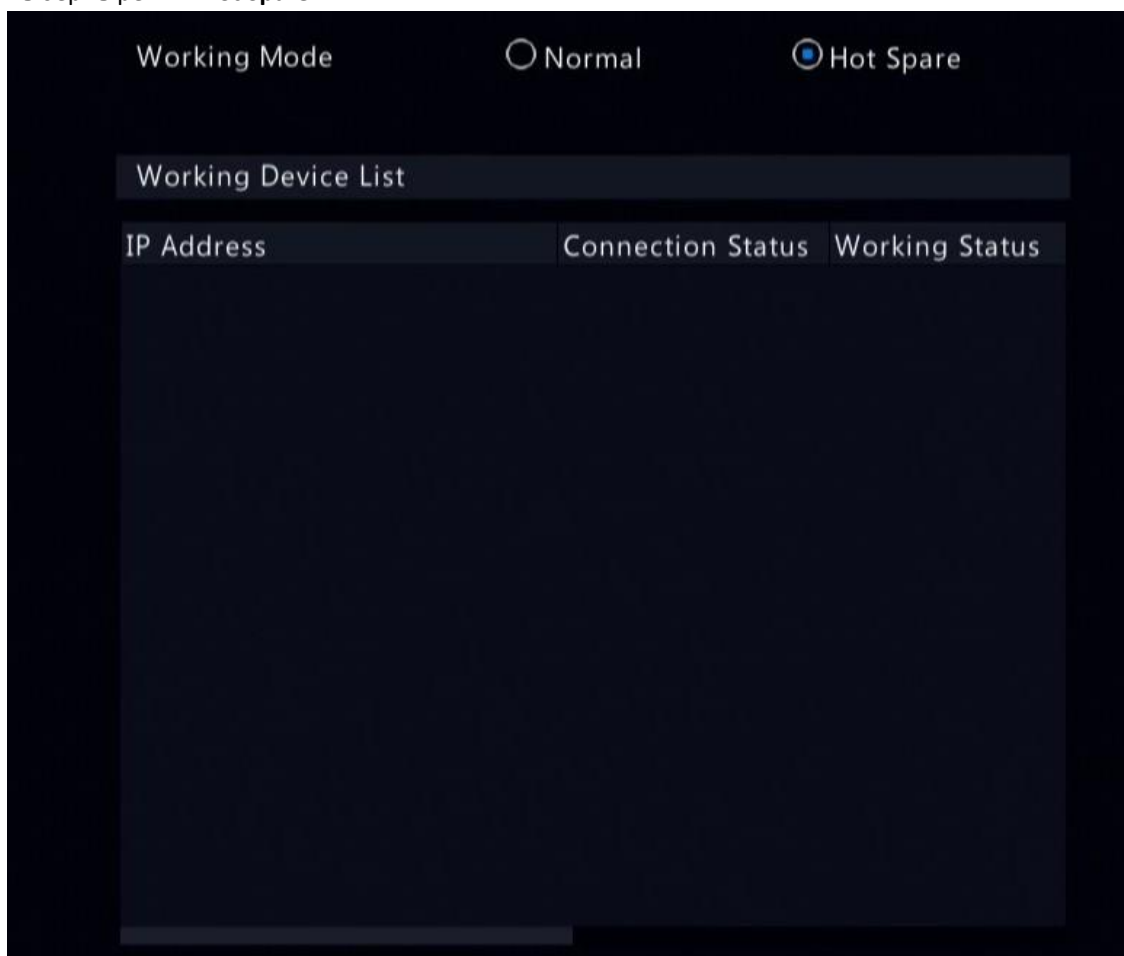 Working Mode Normal Hot Spare
Working Device List
IP Address Connection Status Working Status